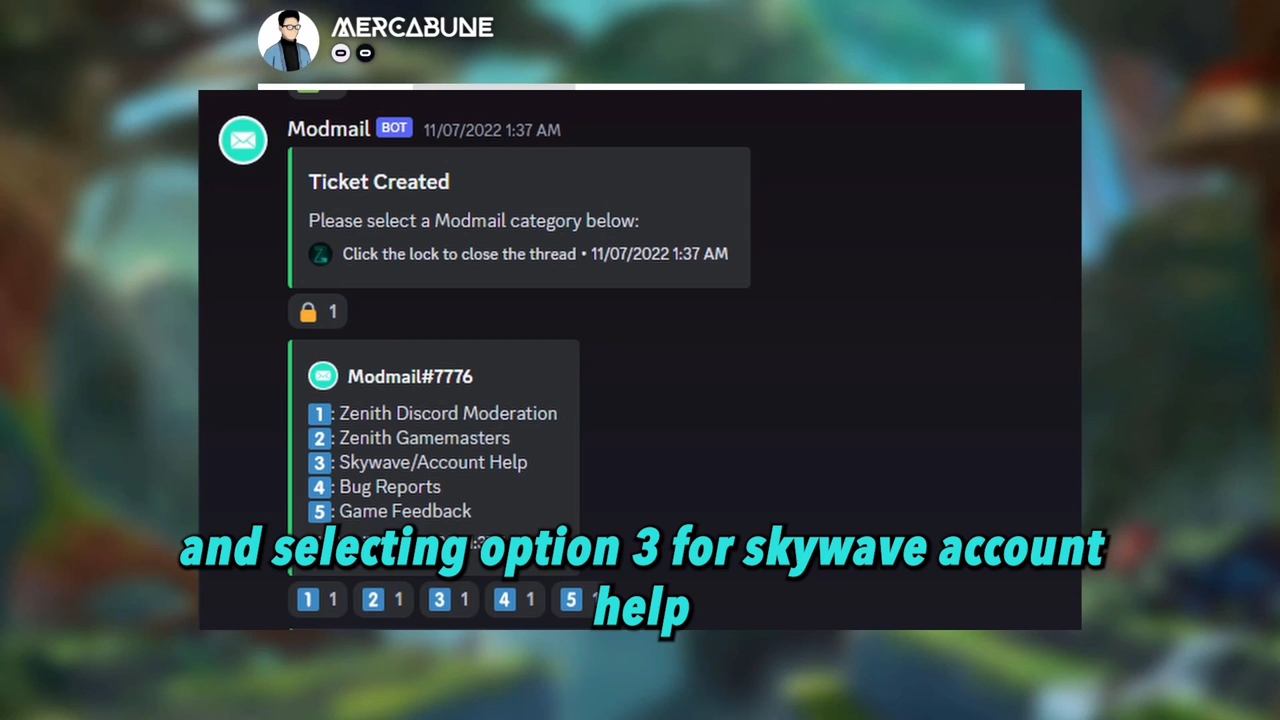 MERCABUNE
Modmail BOT 11/07/2022 1:37 AM
Ticket Created
Please select a Modmail category below:
Click the lock to close the thread • 11/07/2022 1:37 AM
1
Modmail#7776
1: Zenith Discord Moderation
2: Zenith Gamemasters
3: Skywave/Account Help
4: Bug Reports
5: Game Feedback
and selecting option 3 for skywave account
help
1 1 2 1 3 1 4 1 5